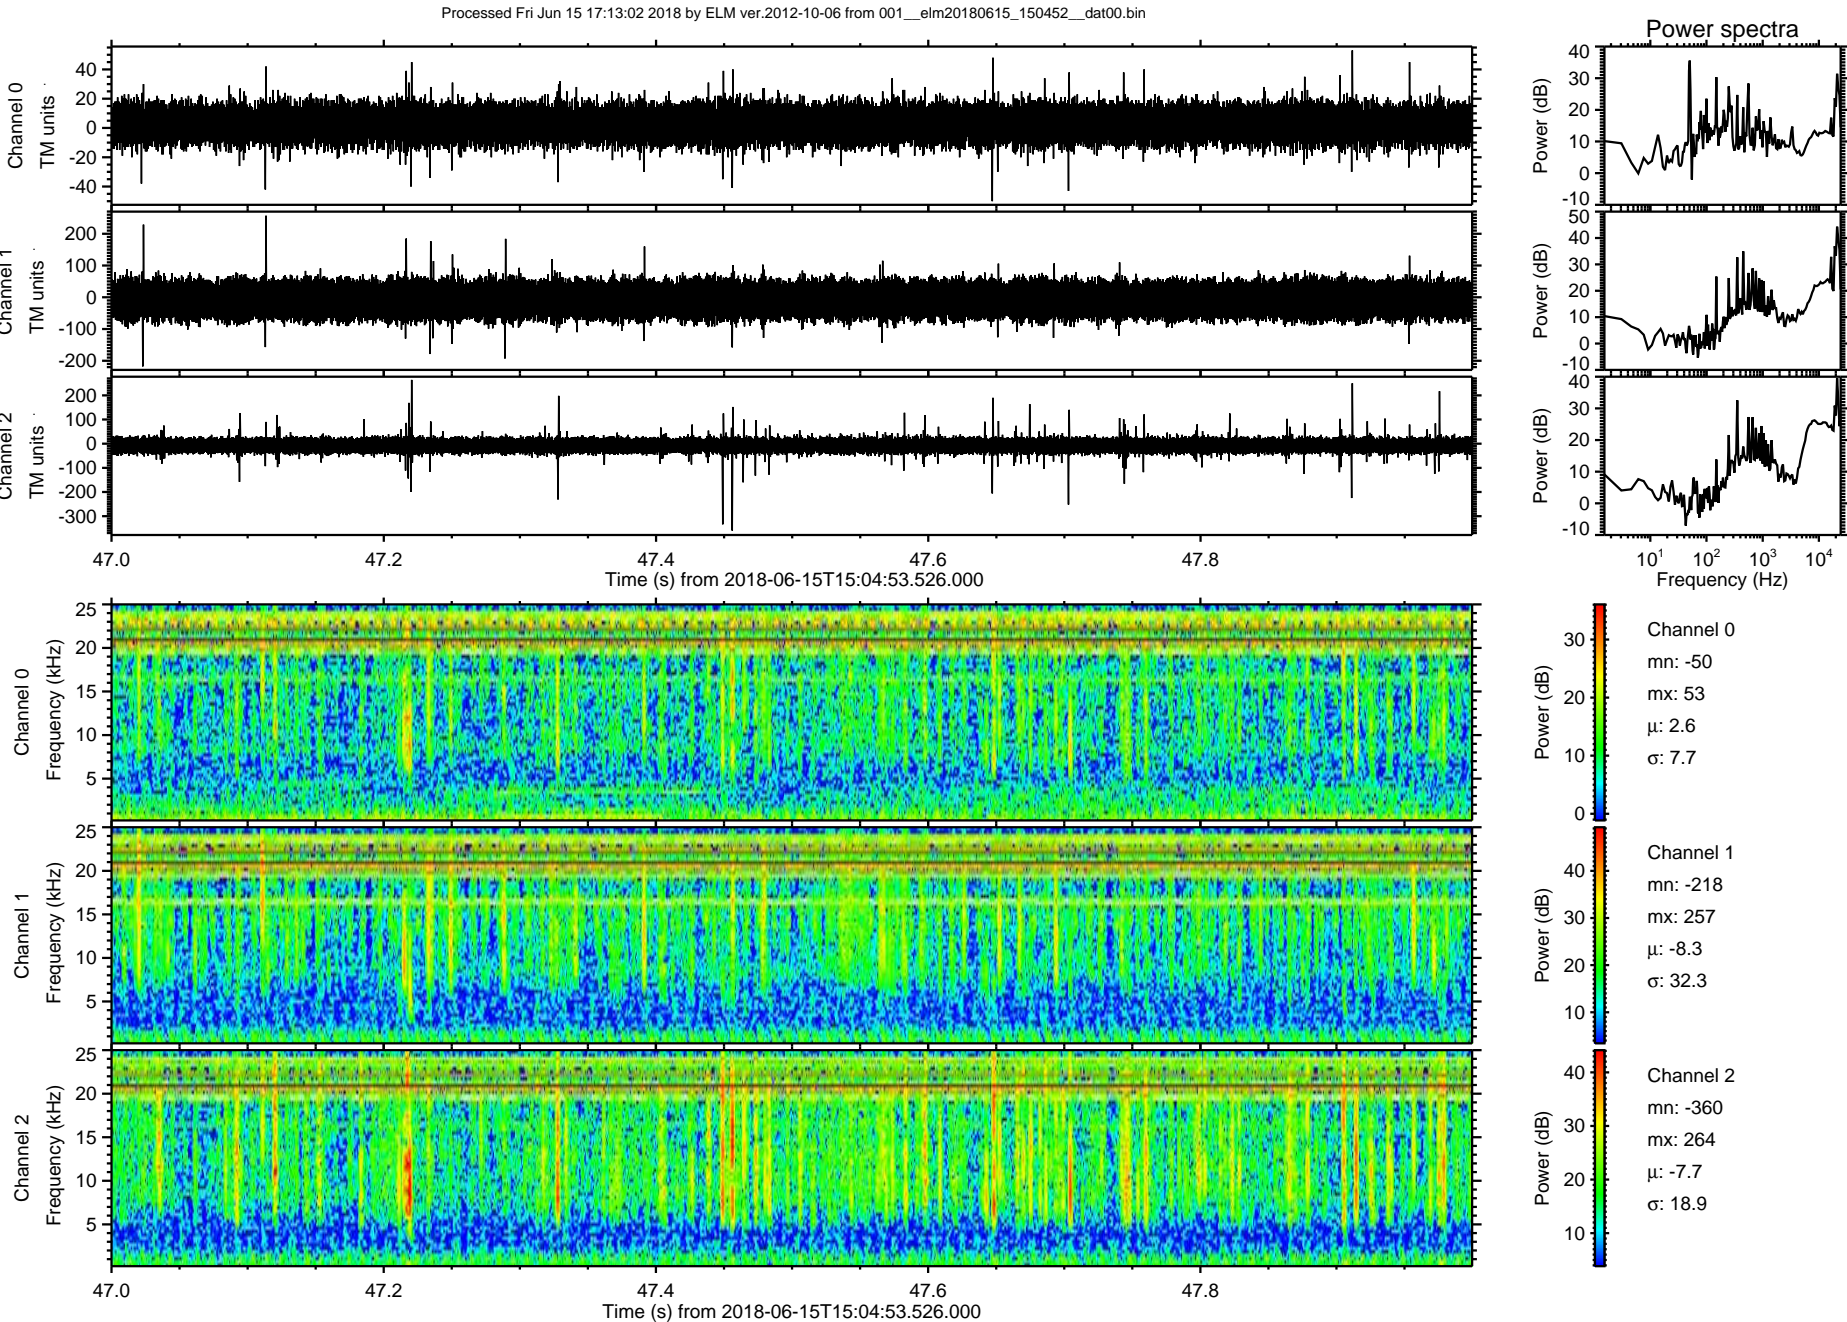 Processed Fri Jun 15 17:13:02 2018 by ELM ver.2012-10-06 from 001__elm20180615_150452__dat00.bin
Power spectra
Channel 0
TM units
40
20
0
-20
-40
Power (dB)
40
30
20
10
0
-10
Channel 1
TM units
200
100
0
-100
-200
Power (dB)
50
40
30
20
10
0
-10
Channel 2
TM units
200
100
0
-100
-200
-300
Power (dB)
40
30
20
10
0
-10
47.0 47.2 47.4 47.6 47.8
Time (s) from 2018-06-15T15:04:53.526.000
10¹ 10² 10³ 10⁴
Frequency (Hz)
Channel 0
Frequency (kHz)
25
20
15
10
5
Power (dB)
30
20
10
0
Channel 0
mn: -50
mx: 53
μ: 2.6
σ: 7.7
Channel 1
Frequency (kHz)
25
20
15
10
5
Power (dB)
40
30
20
10
Channel 1
mn: -218
mx: 257
μ: -8.3
σ: 32.3
Channel 2
Frequency (kHz)
25
20
15
10
5
Power (dB)
40
30
20
10
Channel 2
mn: -360
mx: 264
μ: -7.7
σ: 18.9
47.0 47.2 47.4 47.6 47.8
Time (s) from 2018-06-15T15:04:53.526.000